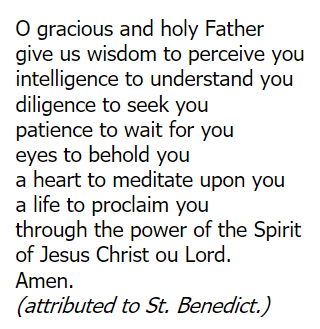 O gracious and holy Father
give us wisdom to perceive you
intelligence to understand you
diligence to seek you
patience to wait for you
eyes to behold you
a heart to meditate upon you
a life to proclaim you
through the power of the Spirit
of Jesus Christ ou Lord.
Amen.
(attributed to St. Benedict.)